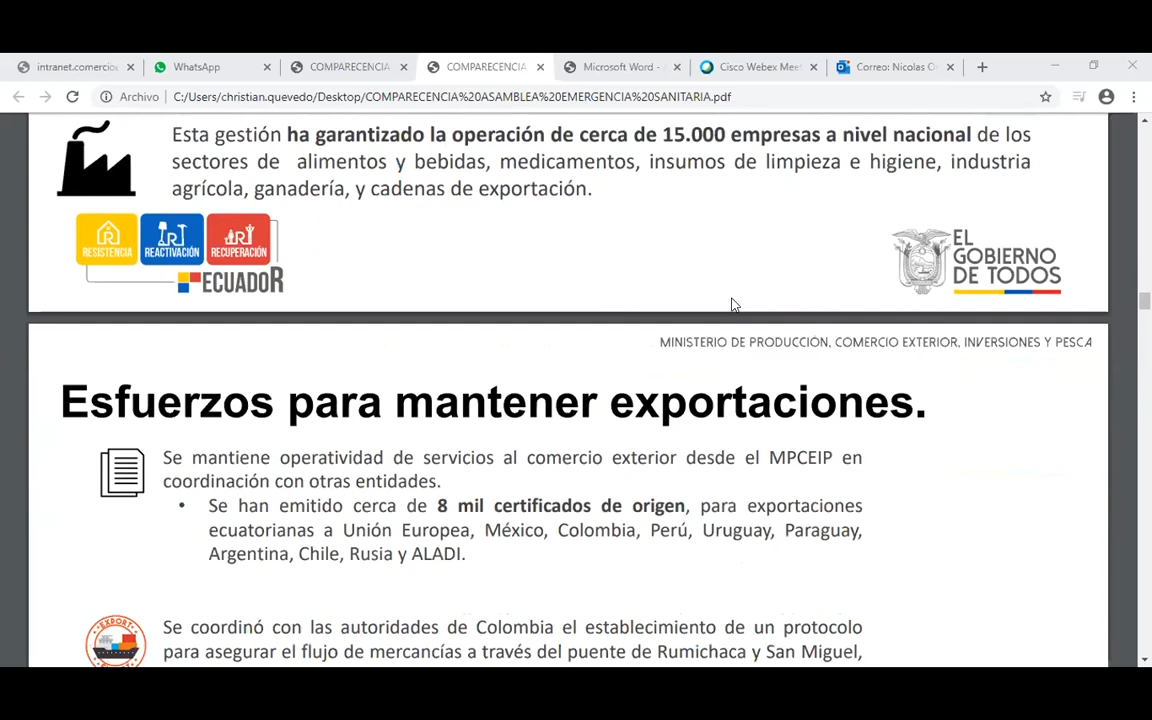 intranet.comercio
WhatsApp
COMPARECENCIA
COMPARECENCIA
Microsoft Word -
Cisco Webex Mee
Correo: Nicolas O
Archivo
C:/Users/christian.quevedo/Desktop/COMPARECENCIA%20ASAMBLEA%20EMERGENCIA%20SANITARIA.pdf
Esta gestión ha garantizado la operación de cerca de 15.000 empresas a nivel nacional de los
sectores de alimentos y bebidas, medicamentos, insumos de limpieza e higiene, industria
agrícola, ganadería, y cadenas de exportación.
RESISTENCIA
REACTIVACIÓN
RECUPERACIÓN
ECUADOR
EL
GOBIERNO
DE TODOS
MINISTERIO DE PRODUCCIÓN, COMERCIO EXTERIOR, INVERSIONES Y PESCA
Esfuerzos para mantener exportaciones.
Se mantiene operatividad de servicios al comercio exterior desde el MPCEIP en
coordinación con otras entidades.
• Se han emitido cerca de 8 mil certificados de origen, para exportaciones
ecuatorianas a Unión Europea, México, Colombia, Perú, Uruguay, Paraguay,
Argentina, Chile, Rusia y ALADI.
EXPORT
Se coordinó con las autoridades de Colombia el establecimiento de un protocolo
para asegurar el flujo de mercancías a través del puente de Rumichaca y San Miguel,